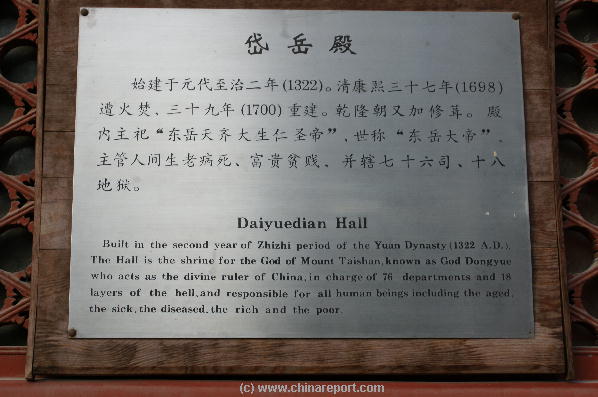 岱岳殿
始建于元代至治二年(1322)。清康熙三十七年(1698)
遭火焚、三十九年(1700)重建。乾隆朝又加修葺。殿
内主祀“东岳天齐大生仁圣帝”,世称“东岳大帝”,
主管人间生老病死、富贵贫贱、并辖七十六司、十八
地狱。
Daiyuedian Hall
Built in the second year of Zhizhi period of the Yuan Dynasty (1322 A.D.).
The Hall is the shrine for the God of Mount Taishan, known as God Dongyue
who acts as the divine ruler of China, in charge of 76 departments and 18
layers of the hell, and responsible for all human beings including the aged,
the sick, the diseased, the rich and the poor.
(c) www.chinareport.com